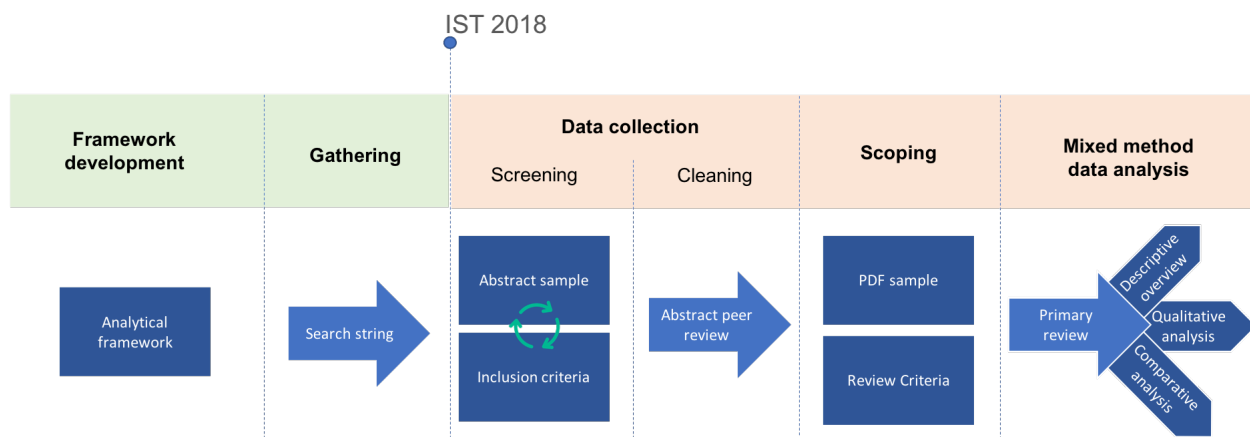 IST 2018
Framework
development
Gathering
Data collection
Screening
Cleaning
Scoping
Mixed method
data analysis
Analytical
framework
Search string
Abstract sample
Inclusion criteria
Abstract peer
review
PDF sample
Review Criteria
Primary
review
Descriptive
overview
Qualitative
analysis
Comparative
analysis